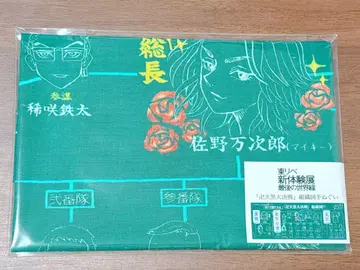 総長
参謀
稀咲鉄太
佐野万次郎(マイキー)
東リベ
新体験展
最後の世界線
弐番隊
参番隊